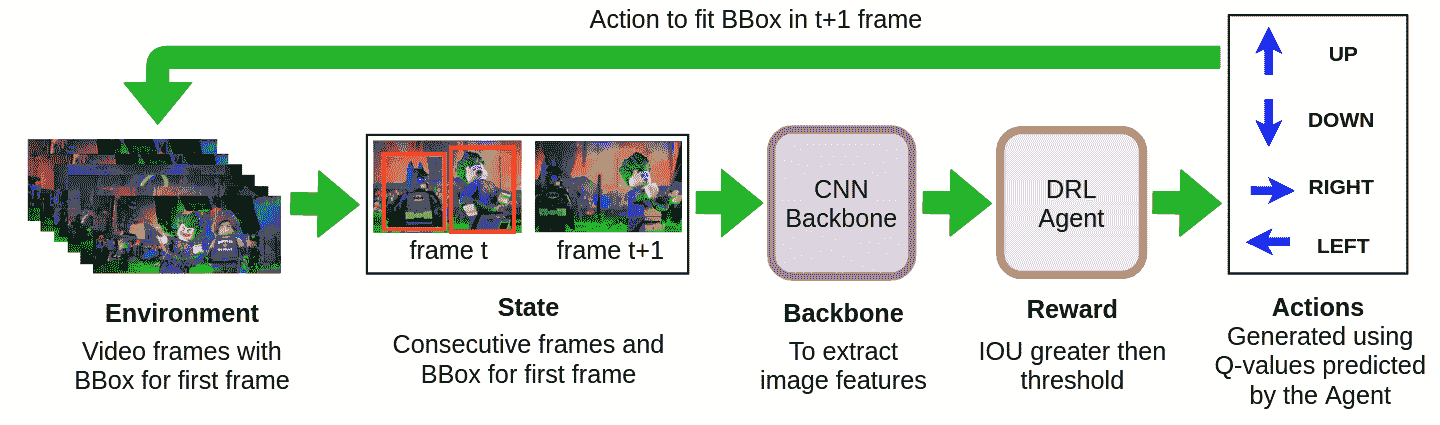 Action to fit BBox in t+1 frame
UP
DOWN
RIGHT
LEFT
frame t
frame t+1
CNN
Backbone
DRL
Agent
Environment
Video frames with
BBox for first frame
State
Consecutive frames and
BBox for first frame
Backbone
To extract
image features
Reward
IOU greater then
threshold
Actions
Generated using
Q-values predicted
by the Agent